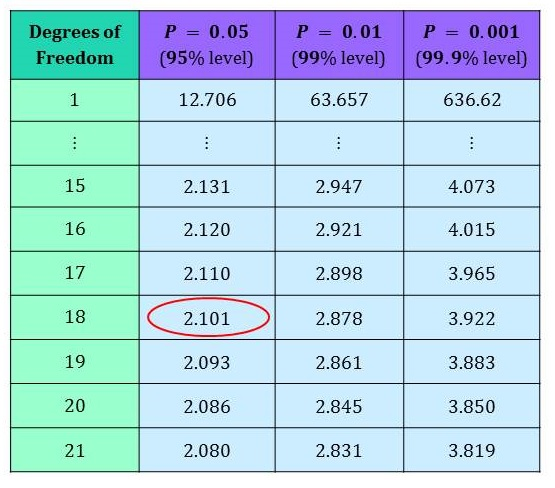 Degrees of Freedom P = 0.05 (95% level) P = 0.01 (99% level) P = 0.001 (99.9% level)
1 12.706 63.657 636.62
⋮ ⋮ ⋮ ⋮
15 2.131 2.947 4.073
16 2.120 2.921 4.015
17 2.110 2.898 3.965
18 2.101 2.878 3.922
19 2.093 2.861 3.883
20 2.086 2.845 3.850
21 2.080 2.831 3.819